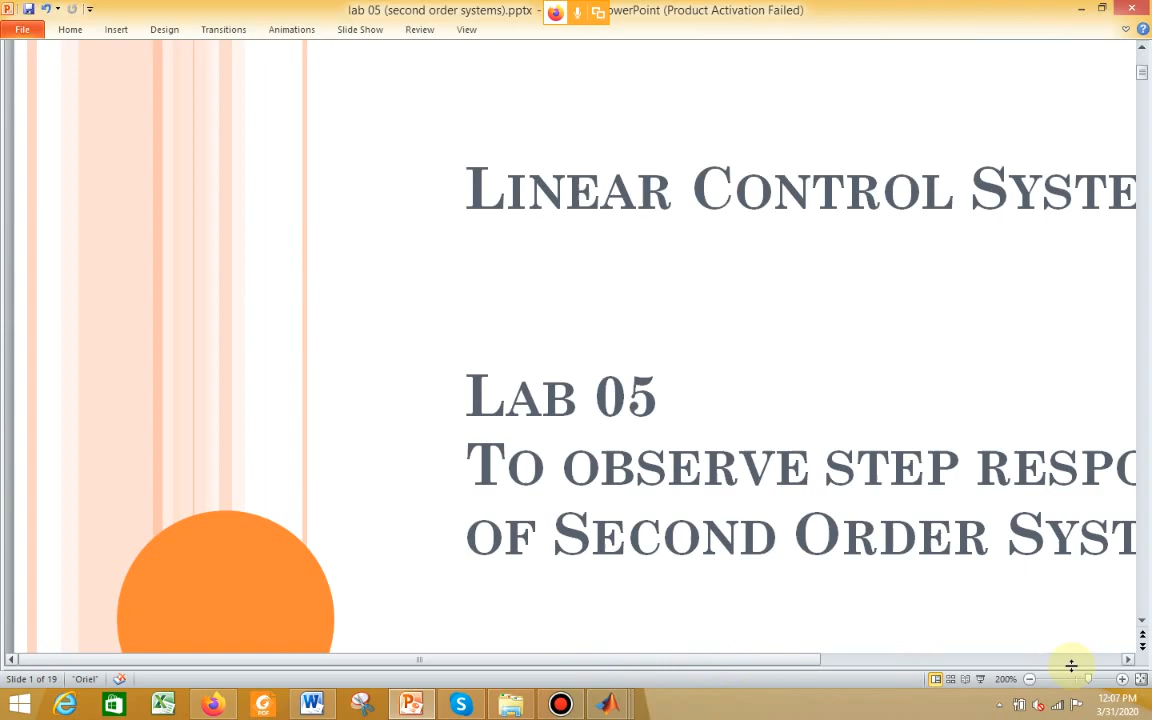 lab 05 (second order systems).pptx - owerPoint (Product Activation Failed)
File Home Insert Design Transitions Animations Slide Show Review View
LINEAR CONTROL SYSTE
LAB 05
TO OBSERVE STEP RESPO
OF SECOND ORDER SYST
Slide 1 of 19 "Oriel" 200%
12:07 PM
3/31/2020